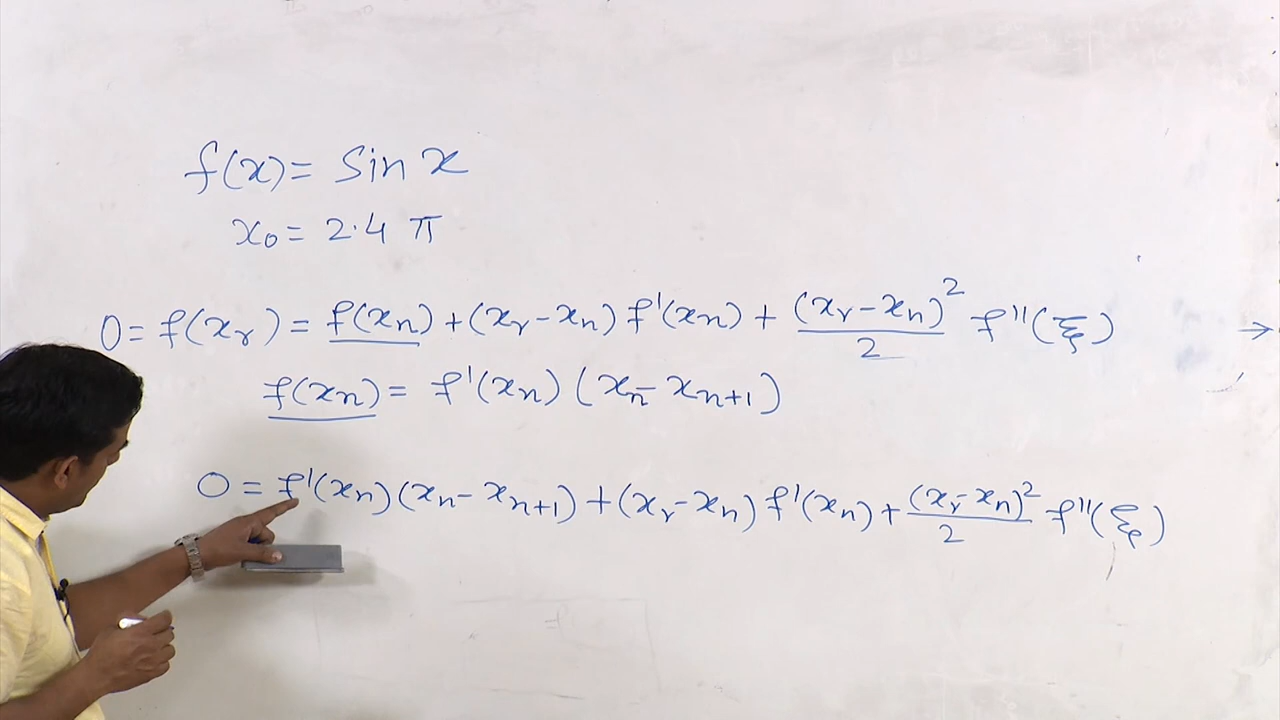 f(x) = Sin x
x₀ = 2.4 π
0 = f(xᵣ) = f(xₙ) + (xᵣ - xₙ) f'(xₙ) + (xᵣ - xₙ)²/2 f''(ξ) →
f(xₙ) = f'(xₙ) (xₙ - xₙ₊₁)
0 = f'(xₙ) (xₙ - xₙ₊₁) + (xᵣ - xₙ) f'(xₙ) + (xᵣ - xₙ)²/2 f''(ξ)